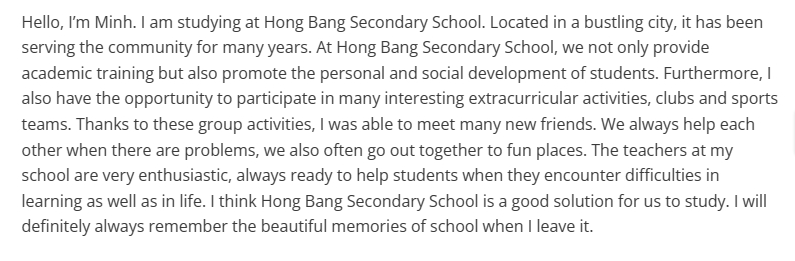 Hello, I’m Minh. I am studying at Hong Bang Secondary School. Located in a bustling city, it has been
serving the community for many years. At Hong Bang Secondary School, we not only provide
academic training but also promote the personal and social development of students. Furthermore, I
also have the opportunity to participate in many interesting extracurricular activities, clubs and sports
teams. Thanks to these group activities, I was able to meet many new friends. We always help each
other when there are problems, we also often go out together to fun places. The teachers at my
school are very enthusiastic, always ready to help students when they encounter difficulties in
learning as well as in life. I think Hong Bang Secondary School is a good solution for us to study. I will
definitely always remember the beautiful memories of school when I leave it.